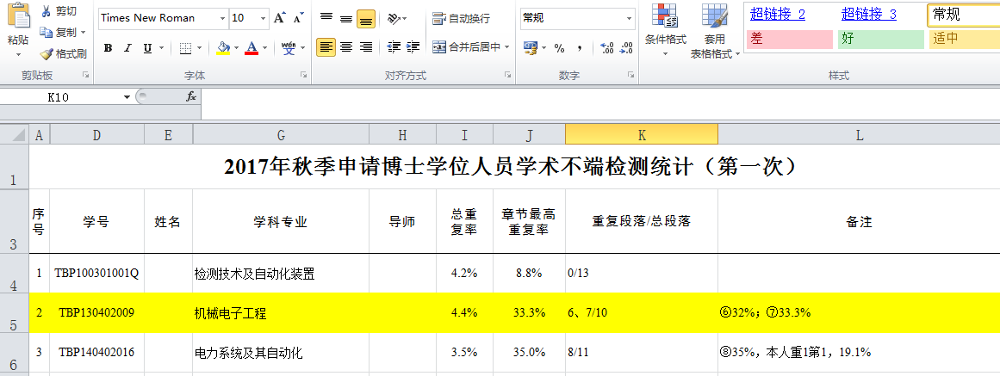 剪切 Times New Roman 10 A A 自动换行 常规 超链接 2 超链接 3 常规
粘贴 复制 B I U A wén 文 合并后居中 % , 条件格式 套用 差 好 适中
格式刷 表格格式
剪贴板 字体 对齐方式 数字 样式
K10 fx
A D E G H I J K L
1 2017年秋季申请博士学位人员学术不端检测统计（第一次）
3 序号 学号 姓名 学科专业 导师 总重复率 章节最高重复率 重复段落/总段落 备注
4 1 TBP100301001Q 检测技术及自动化装置 4.2% 8.8% 0/13
5 2 TBP130402009 机械电子工程 4.4% 33.3% 6、7/10 ⑥32%；⑦33.3%
6 3 TBP140402016 电力系统及其自动化 3.5% 35.0% 8/11 ⑧35%，本人重1第1，19.1%